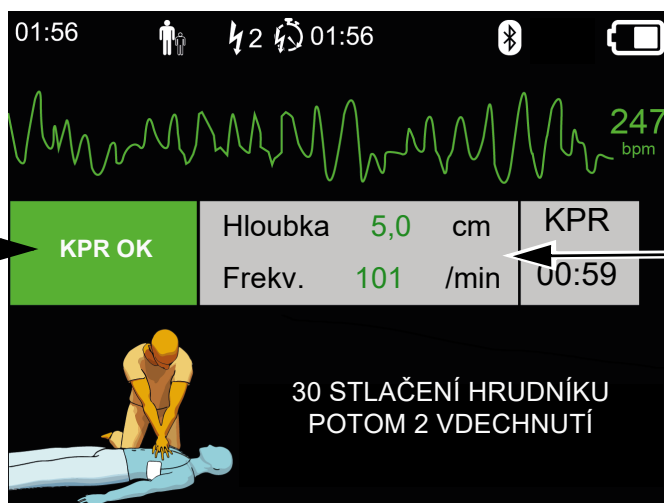 01:56 2 01:56
247
bpm
KPR OK
Hloubka 5,0 cm
Frekv. 101 /min
KPR
00:59
30 STLAČENÍ HRUDNÍKU
POTOM 2 VDECHNUTÍ